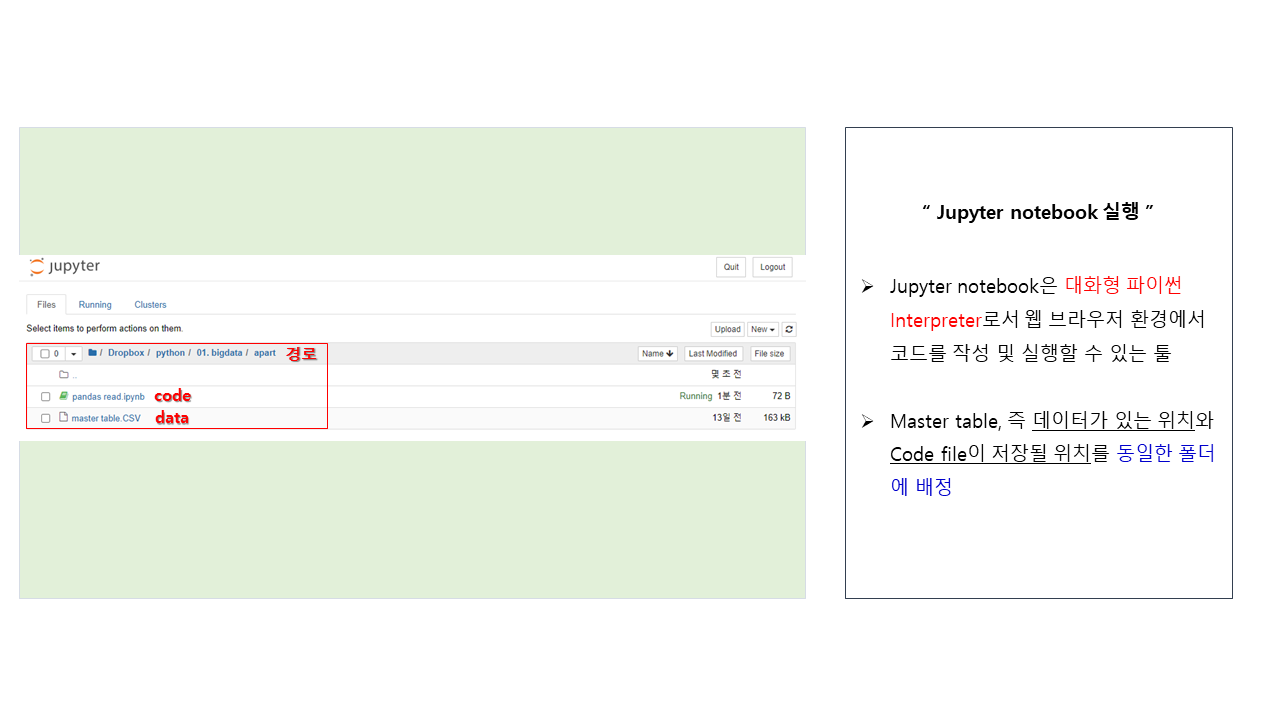 jupyter
Quit Logout
Files Running Clusters
Select items to perform actions on them.
Upload New
0 / Dropbox / python / 01. bigdata / apart 경로 Name Last Modified File size
.. 몇 초 전
pandas read.ipynb code Running 1분 전 72 B
master table.CSV data 13일 전 163 kB
“ Jupyter notebook 실행 ”
➢ Jupyter notebook은 대화형 파이썬
Interpreter로서 웹 브라우저 환경에서
코드를 작성 및 실행할 수 있는 툴
➢ Master table, 즉 데이터가 있는 위치와
Code file이 저장될 위치를 동일한 폴더
에 배정